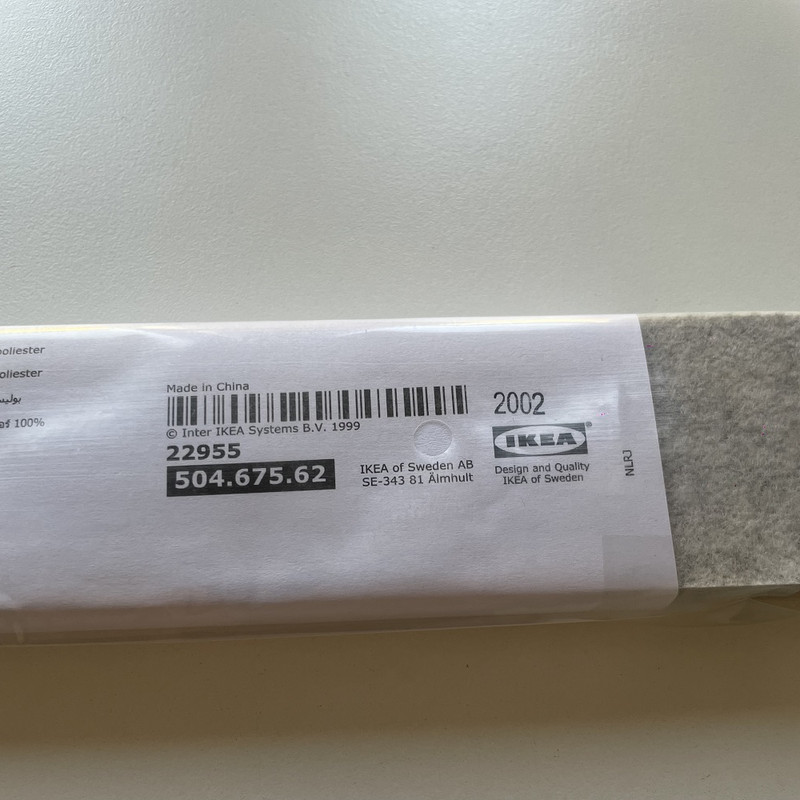 poliester
poliester
Made in China
© Inter IKEA Systems B.V. 1999
22955
504.675.62
IKEA of Sweden AB
SE-343 81 Älmhult
2002
IKEA®
Design and Quality
IKEA of Sweden
NLRJ
100%